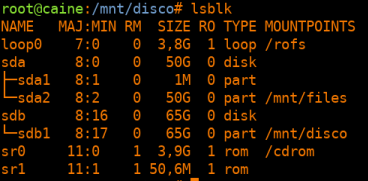 root@caine:/mnt/disco# lsblk
NAME   MAJ:MIN RM  SIZE RO TYPE MOUNTPOINTS
loop0    7:0    0  3,8G  1 loop /rofs
sda      8:0    0   50G  0 disk
├─sda1   8:1    0    1M  0 part
└─sda2   8:2    0   50G  0 part /mnt/files
sdb      8:16   0   65G  0 disk
└─sdb1   8:17   0   65G  0 part /mnt/disco
sr0     11:0    1  3,9G  1 rom  /cdrom
sr1     11:1    1 50,6M  1 rom